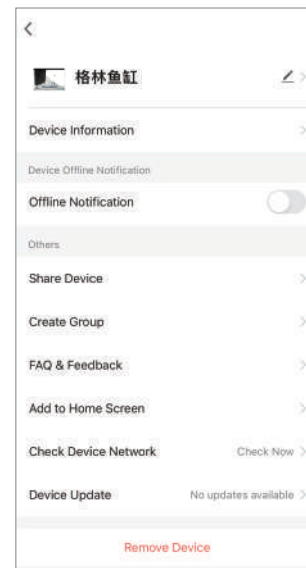 格林鱼缸
Device Information
Device Offline Notification
Offline Notification
Others
Share Device
Create Group
FAQ & Feedback
Add to Home Screen
Check Device Network Check Now
Device Update No updates available
Remove Device